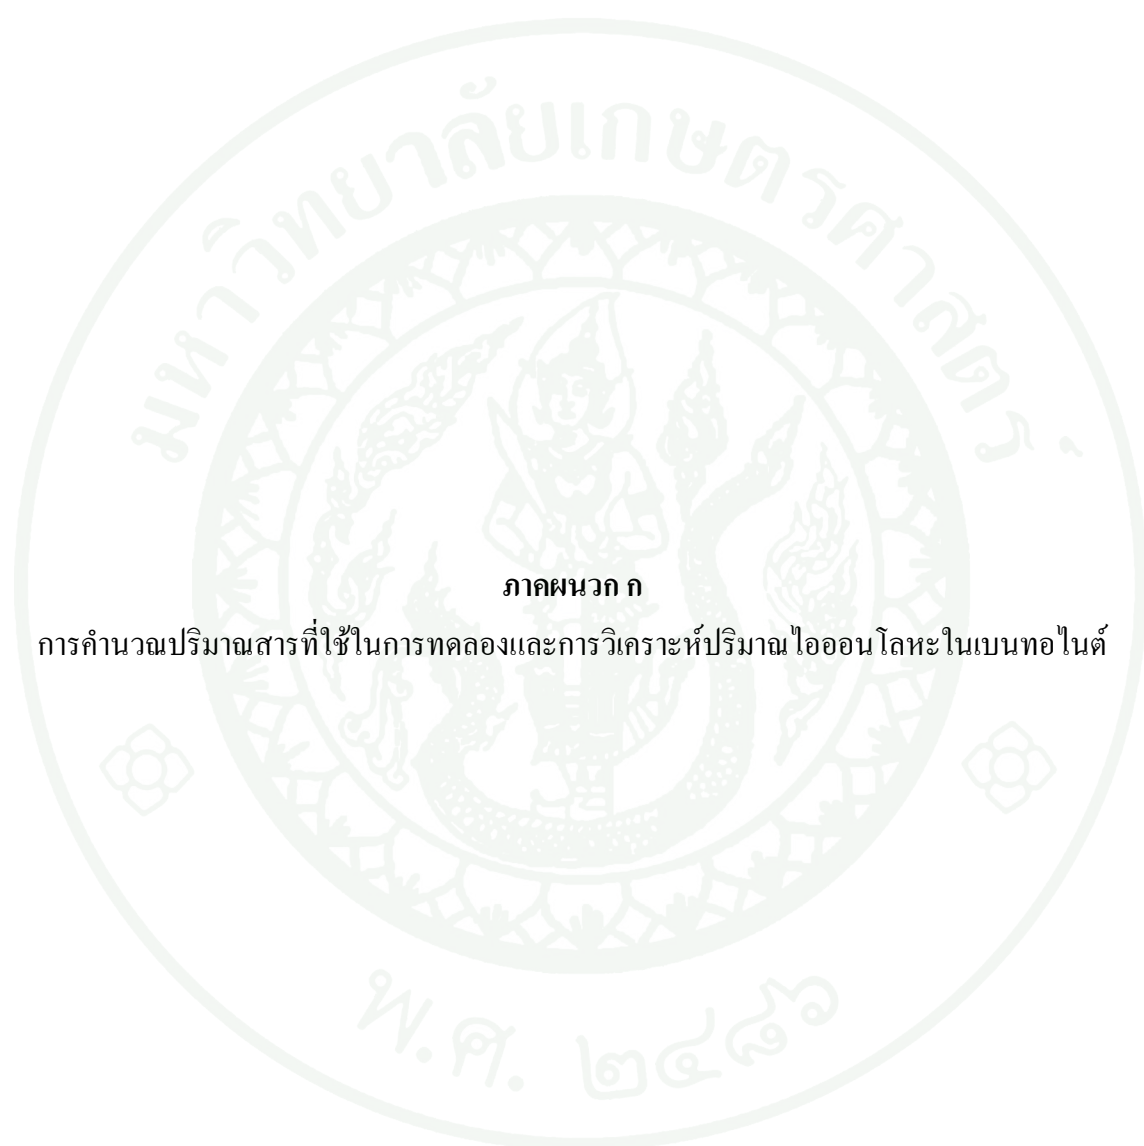 มหาวิทยาลัยเกษตรศาสตร์
ภาคผนวก ก
การคำนวณปริมาณสารที่ใช้ในการทดลองและการวิเคราะห์ปริมาณไอออนโลหะในเบนทอไนต์
พ.ศ. ๒๔๘๖